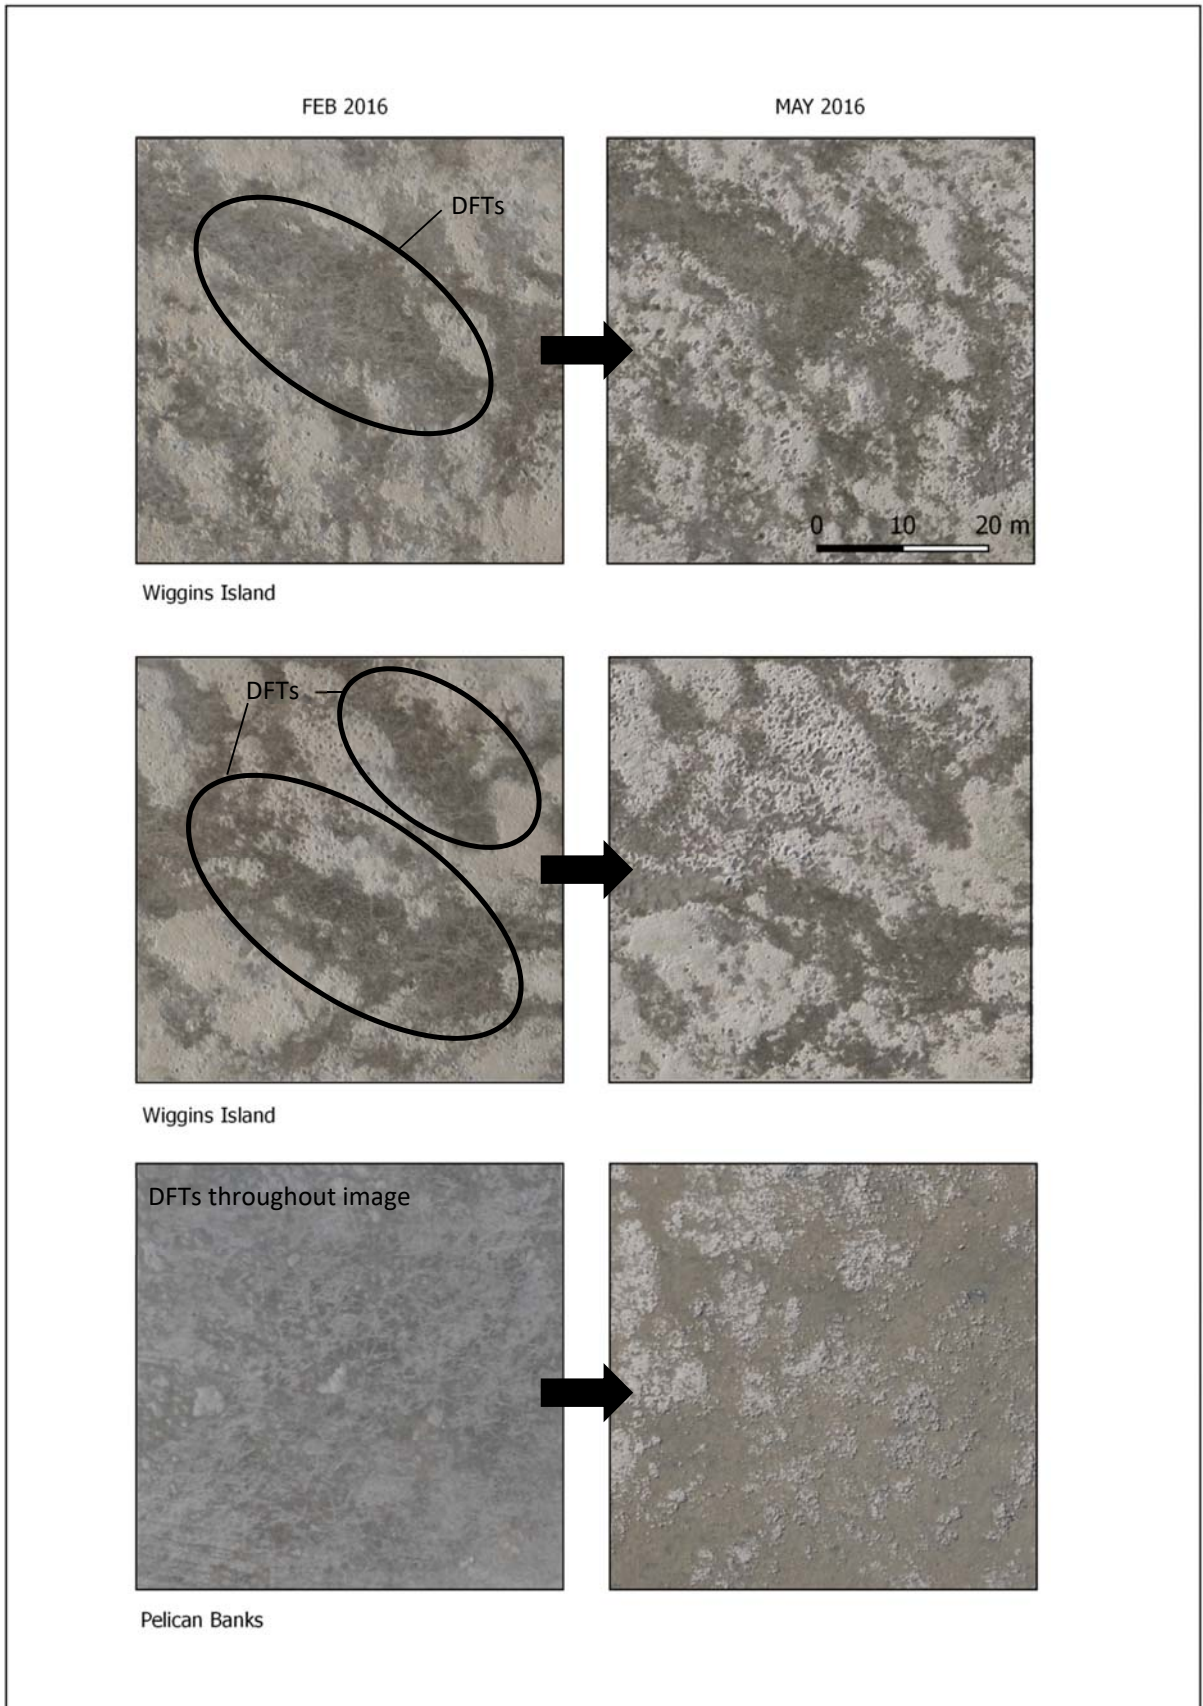 FEB 2016
MAY 2016
DFTs
0 10 20 m
Wiggins Island
DFTs
Wiggins Island
DFTs throughout image
Pelican Banks